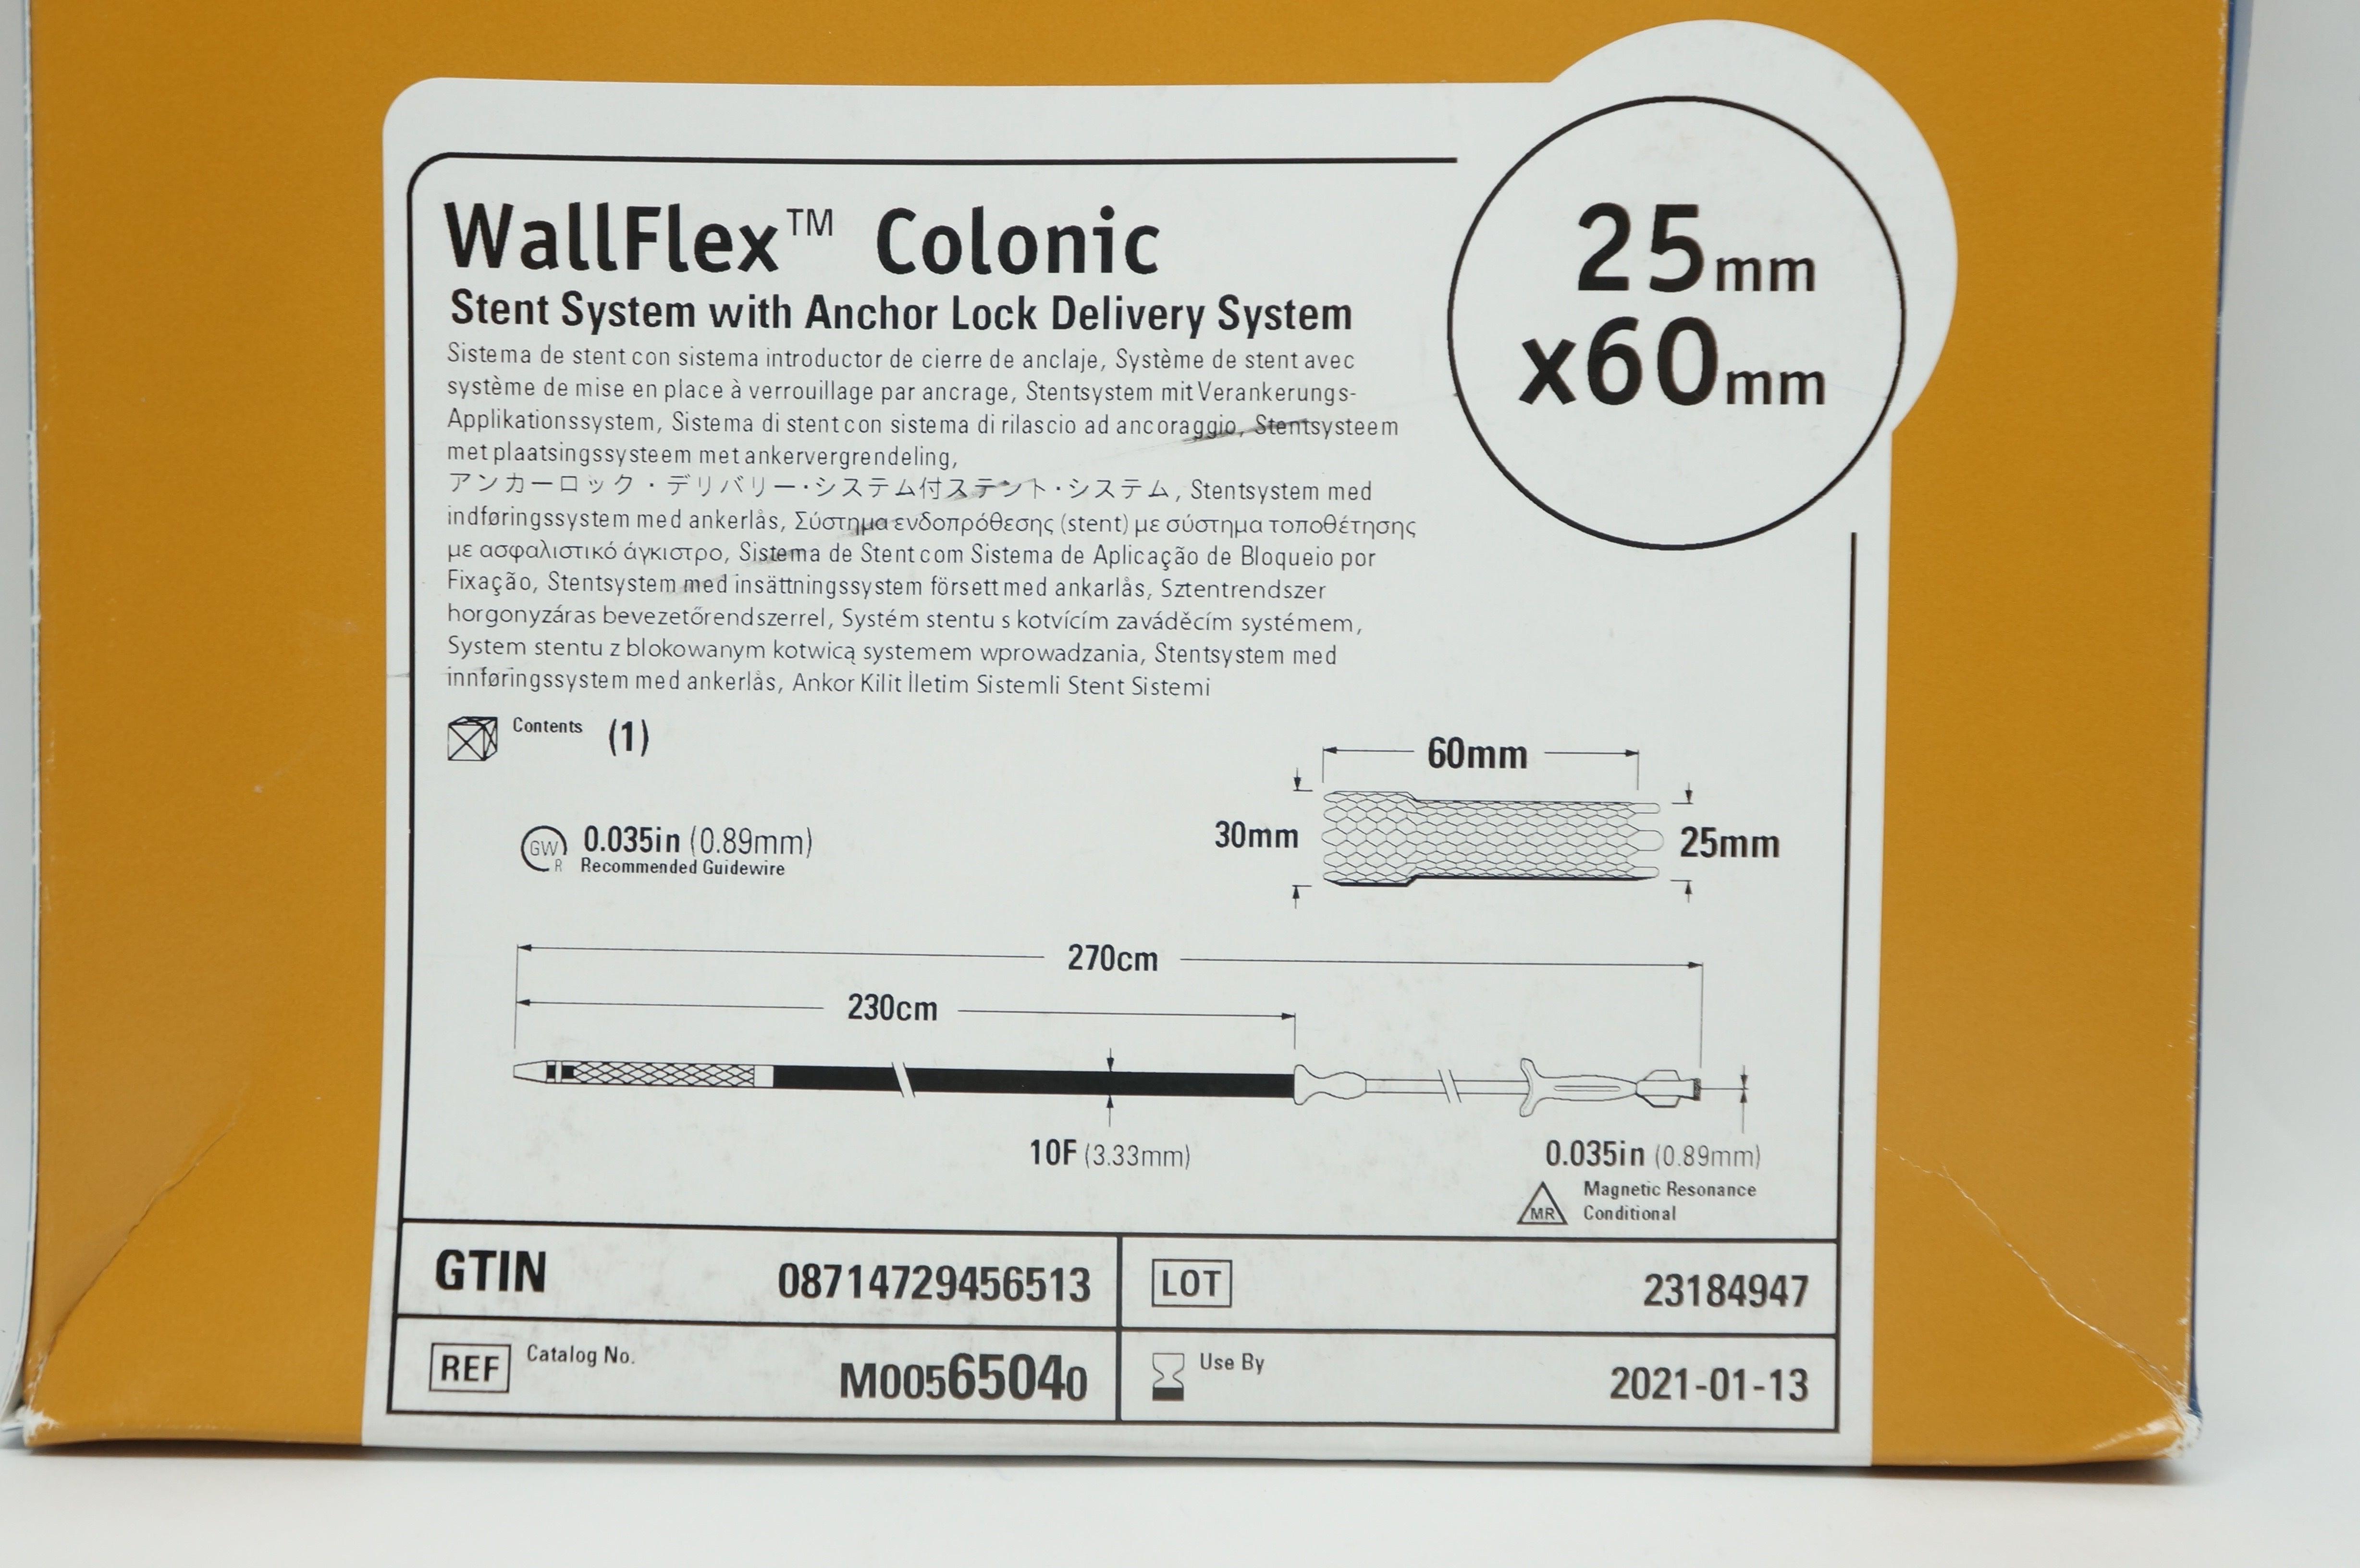 WallFlex™ Colonic
Stent System with Anchor Lock Delivery System
25mm
x60mm
Sistema de stent con sistema introductor de cierre de anclaje, Système de stent avec
système de mise en place à verrouillage par ancrage, Stentsystem mit Verankerungs-
Applikationssystem, Sistema di stent con sistema di rilascio ad ancoraggio, Stentsysteem
met plaatsingssysteem met ankervergrendeling,
アンカーロック・デリバリー・システム付ステント・システム, Stentsystem med
indføringssystem med ankerlås, Σύστημα ενδοπρόθεσης (stent) με σύστημα τοποθέτησης
με ασφαλιστικό άγκιστρο, Sistema de Stent com Sistema de Aplicação de Bloqueio por
Fixação, Stentsystem med insättningssystem försett med ankarlås, Sztentrendszer
horgonyzáras bevezetőrendszerrel, Systém stentu s kotvícím zaváděcím systémem,
System stentu z blokowanym kotwicą systemem wprowadzania, Stentsystem med
innføringssystem med ankerlås, Ankor Kilit İletim Sistemli Stent Sistemi
Contents (1)
60mm
30mm
25mm
GW R 0.035in (0.89mm)
Recommended Guidewire
270cm
230cm
10F (3.33mm)
0.035in (0.89mm)
MR Magnetic Resonance
Conditional
GTIN 08714729456513
LOT 23184947
REF Catalog No. M00565040
Use By 2021-01-13